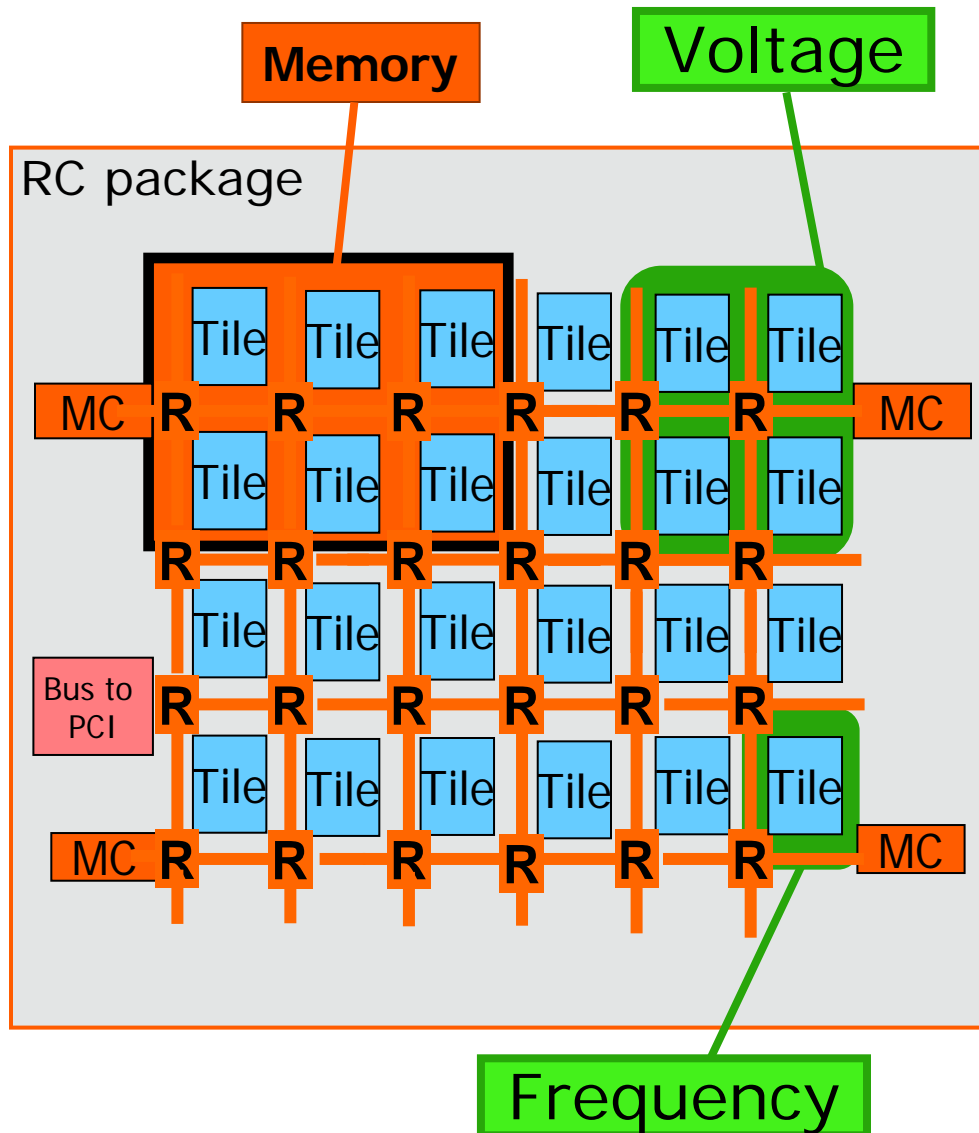 Memory
Voltage
RC package
Tile Tile Tile Tile Tile Tile
MC R R R R R R MC
Tile Tile Tile Tile Tile Tile
R R R R R R
Tile Tile Tile Tile Tile Tile
Bus to
PCI
R R R R R R
Tile Tile Tile Tile Tile Tile
MC R R R R R R MC
Frequency